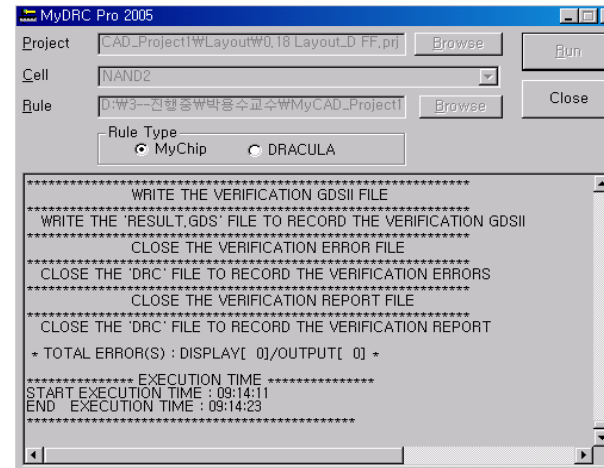 MyDRC Pro 2005
Project CAD_Project1₩Layout₩0,18 Layout_D FF,prj Browse Run
Cell NAND2
Rule D:₩3--진행중₩박용수교수₩MyCAD_Project1 Browse Close
Rule Type
MyChip DRACULA
******************************************************************
WRITE THE VERIFICATION GDSII FILE
******************************************************************
WRITE THE 'RESULT,GDS' FILE TO RECORD THE VERIFICATION GDSII
******************************************************************
CLOSE THE VERIFICATION ERROR FILE
******************************************************************
CLOSE THE 'DRC' FILE TO RECORD THE VERIFICATION ERRORS
******************************************************************
CLOSE THE VERIFICATION REPORT FILE
******************************************************************
CLOSE THE 'DRC' FILE TO RECORD THE VERIFICATION REPORT
* TOTAL ERROR(S) : DISPLAY[ 0]/OUTPUT[ 0] *
**************** EXECUTION TIME ****************
START EXECUTION TIME : 09:14:11
END EXECUTION TIME : 09:14:23
*************************************************